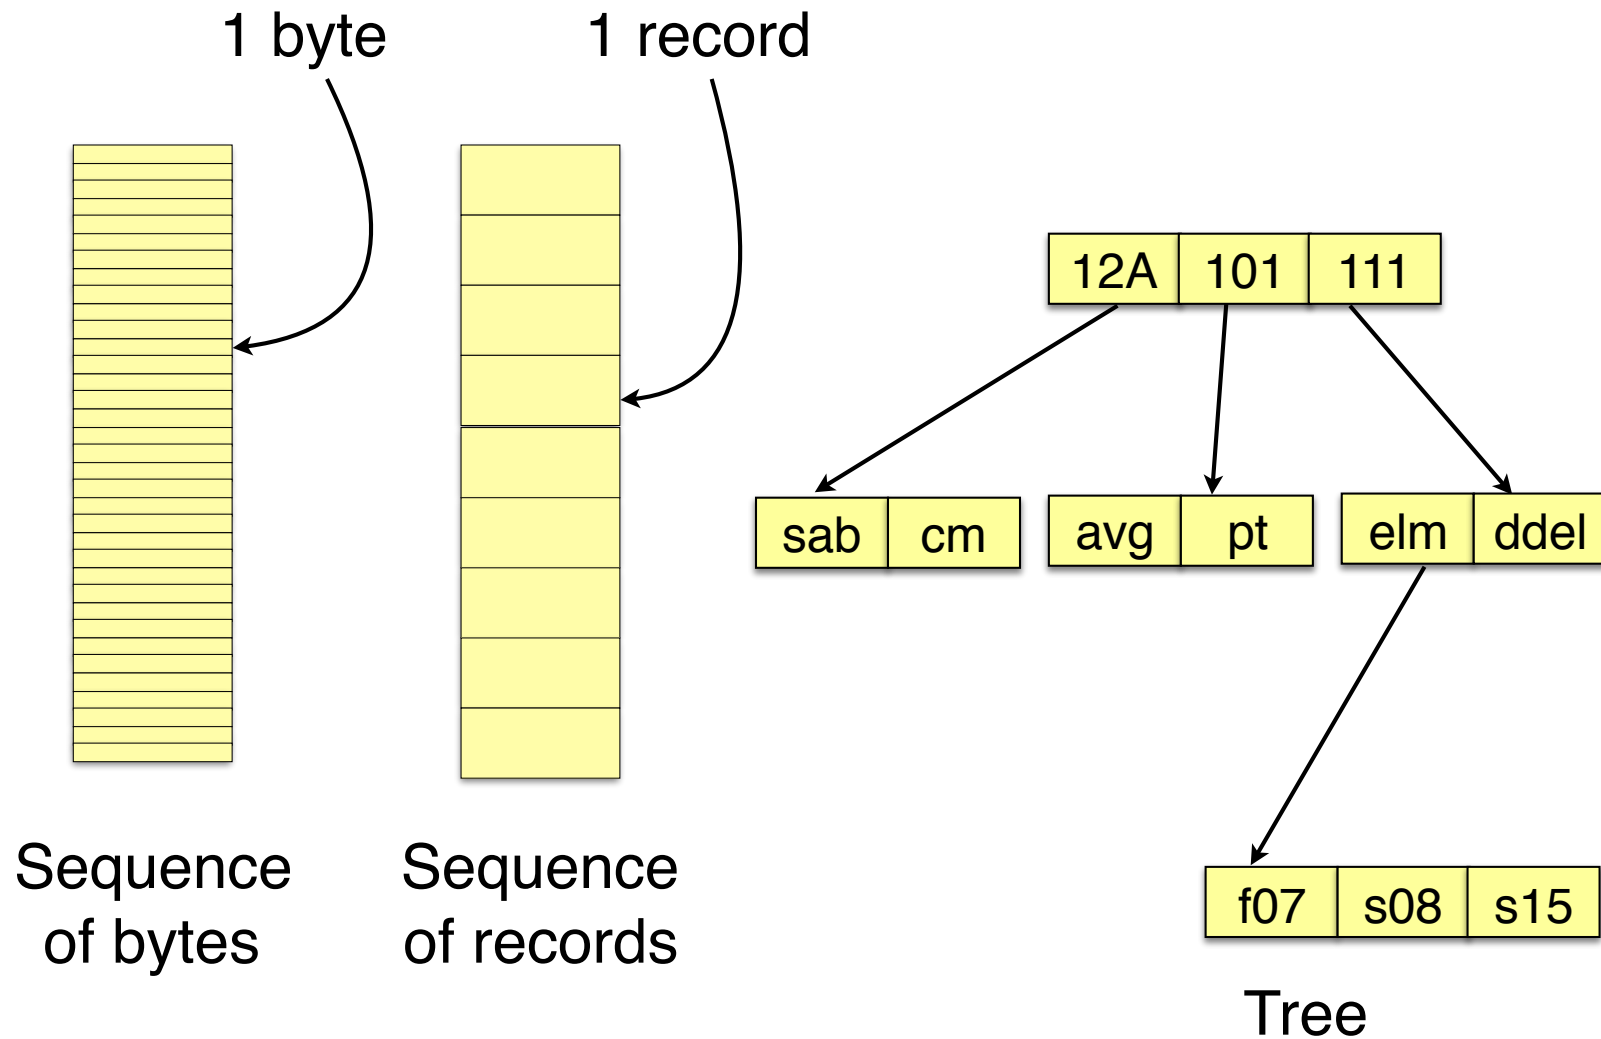 1 byte
1 record
12A 101 111
sab cm
avg pt
elm ddel
f07 s08 s15
Sequence
of bytes
Sequence
of records
Tree